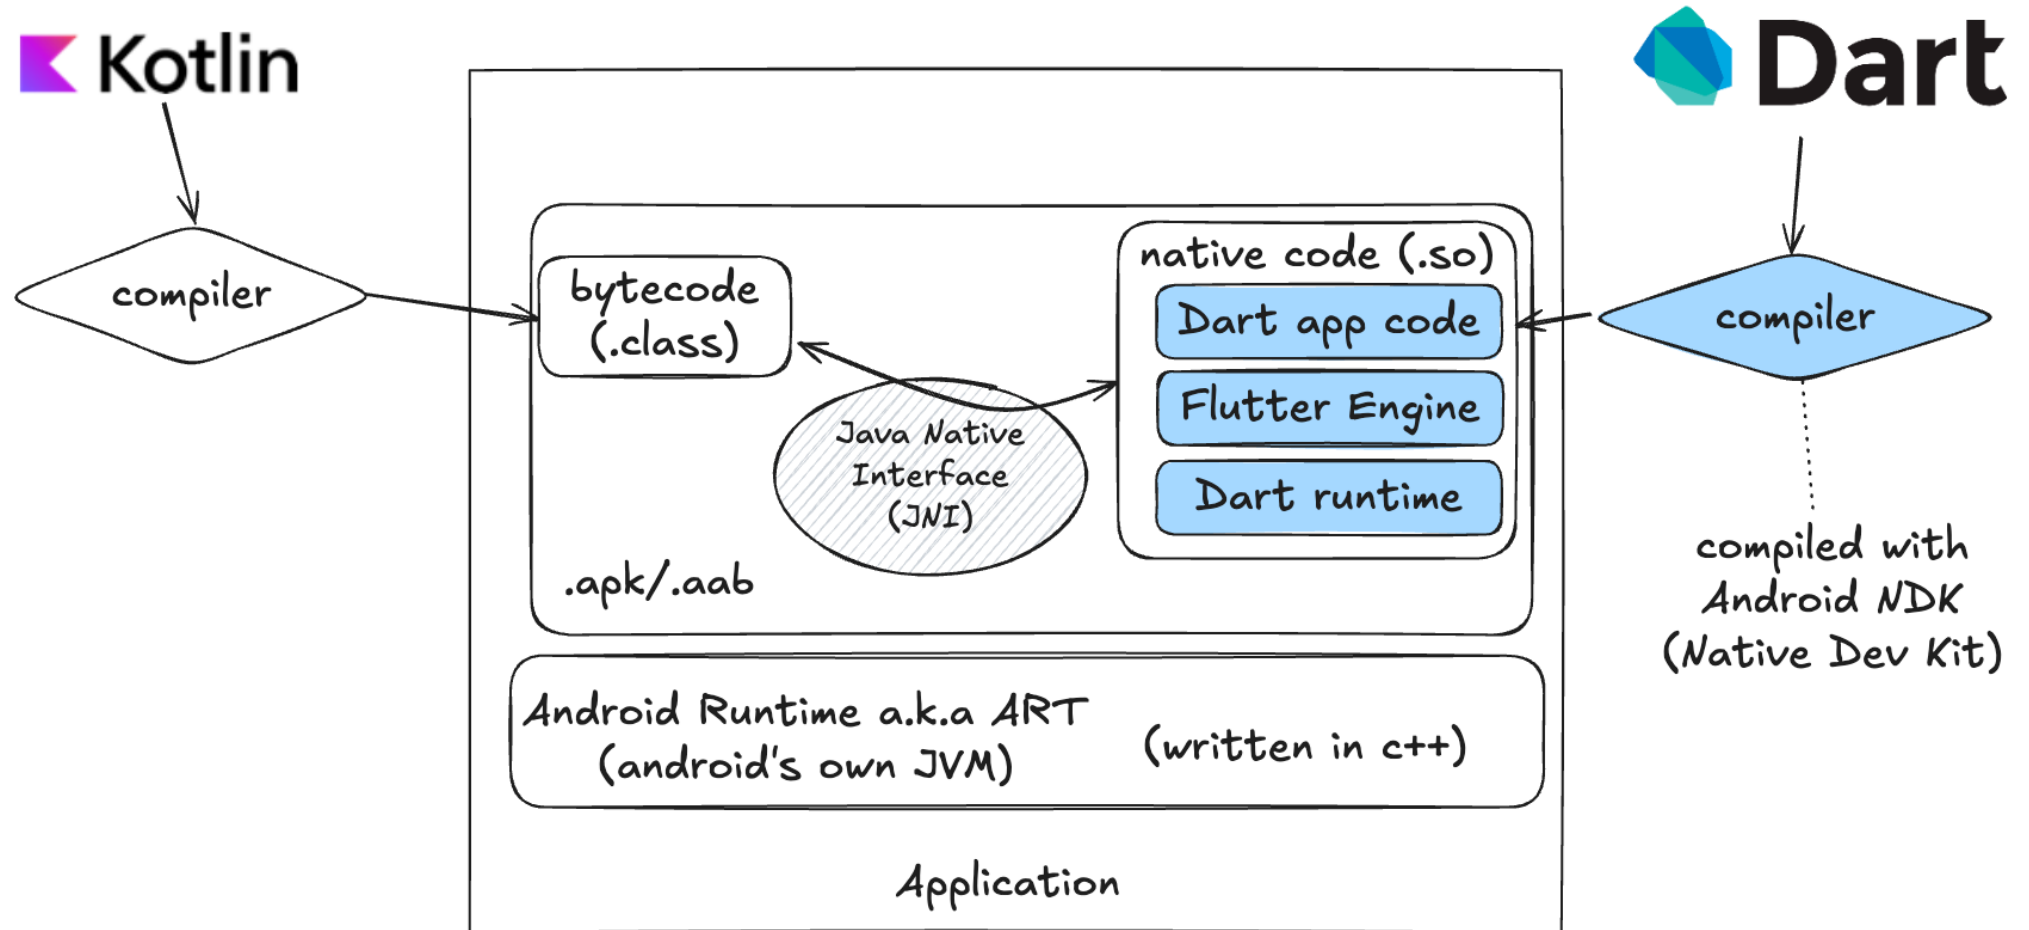 Kotlin
Dart
compiler
bytecode
(.class)
native code (.so)
Dart app code
Flutter Engine
Dart runtime
compiler
Java Native
Interface
(JNI)
.apk/.aab
compiled with
Android NDK
(Native Dev Kit)
Android Runtime a.k.a ART
(android's own JVM)
(written in c++)
Application